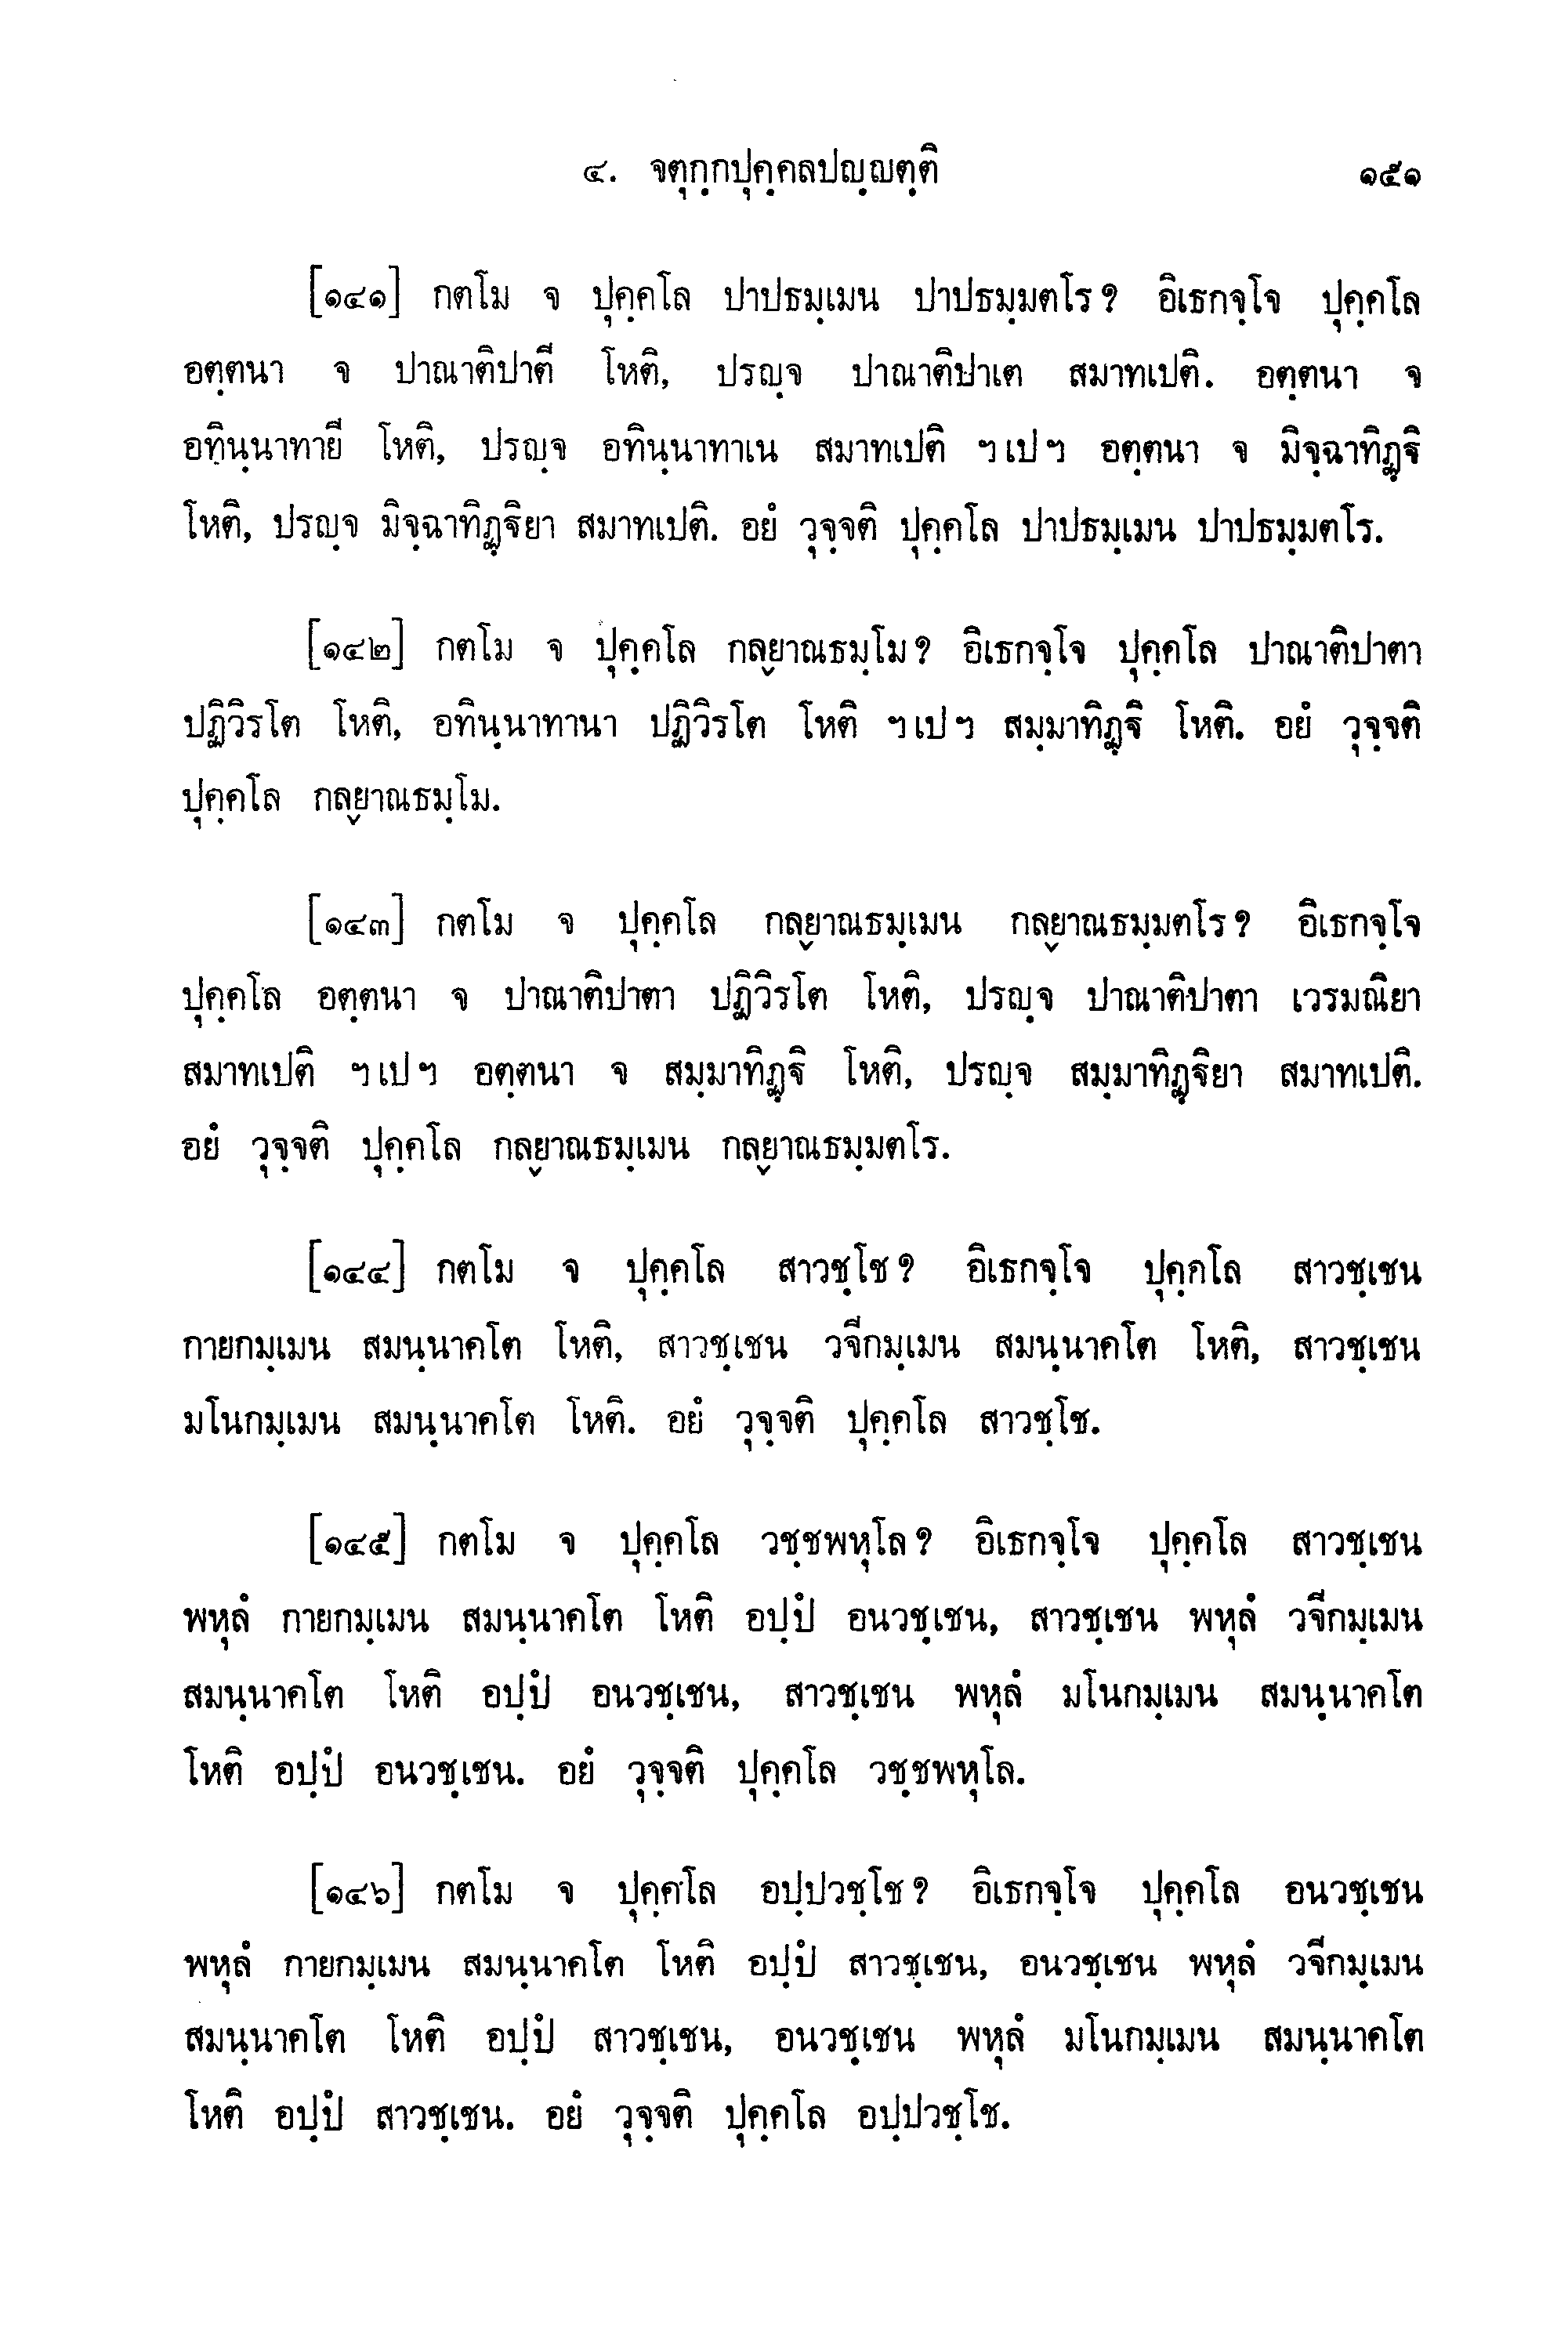 ๔. จตุกฺกปุคฺคลปญฺญตฺติ ๑๕๑
[๑๔๑] กตโม จ ปุคฺคโล ปาปธมฺเมน ปาปธมฺมตโร? อิเธกจฺโจ ปุคฺคโล
อตฺตนา จ ปาณาติปาตี โหติ, ปรญฺจ ปาณาติปาเต สมาทเปติ. อตฺตนา จ
อทินฺนาทายี โหติ, ปรญฺจ อทินฺนาทาเน สมาทเปติ ฯ เป ฯ อตฺตนา จ มิจฺฉาทิฏฺฐิ
โหติ, ปรญฺจ มิจฺฉาทิฏฺฐิยา สมาทเปติ. อยํ วุจฺจติ ปุคฺคโล ปาปธมฺเมน ปาปธมฺมตโร.
[๑๔๒] กตโม จ ปุคฺคโล กลฺยาณธมฺโม? อิเธกจฺโจ ปุคฺคโล ปาณาติปาตา
ปฏิวิรโต โหติ, อทินฺนาทานา ปฏิวิรโต โหติ ฯ เป ฯ สมฺมาทิฏฺฐิ โหติ. อยํ วุจฺจติ
ปุคฺคโล กลฺยาณธมฺโม.
[๑๔๓] กตโม จ ปุคฺคโล กลฺยาณธมฺเมน กลฺยาณธมฺมตโร? อิเธกจฺโจ
ปุคฺคโล อตฺตนา จ ปาณาติปาตา ปฏิวิรโต โหติ, ปรญฺจ ปาณาติปาตา เวรมณิยา
สมาทเปติ ฯ เป ฯ อตฺตนา จ สมฺมาทิฏฺฐิ โหติ, ปรญฺจ สมฺมาทิฏฺฐิยา สมาทเปติ.
อยํ วุจฺจติ ปุคฺคโล กลฺยาณธมฺเมน กลฺยาณธมฺมตโร.
[๑๔๔] กตโม จ ปุคฺคโล สาวชฺโช? อิเธกจฺโจ ปุคฺคโล สาวชฺเชน
กายกมฺเมน สมนฺนาคโต โหติ, สาวชฺเชน วจีกมฺเมน สมนฺนาคโต โหติ, สาวชฺเชน
มโนกมฺเมน สมนฺนาคโต โหติ. อยํ วุจฺจติ ปุคฺคโล สาวชฺโช.
[๑๔๕] กตโม จ ปุคฺคโล วชฺชพหุโล? อิเธกจฺโจ ปุคฺคโล สาวชฺเชน
พหุลํ กายกมฺเมน สมนฺนาคโต โหติ อปฺปํ อนวชฺเชน, สาวชฺเชน พหุลํ วจีกมฺเมน
สมนฺนาคโต โหติ อปฺปํ อนวชฺเชน, สาวชฺเชน พหุลํ มโนกมฺเมน สมนฺนาคโต
โหติ อปฺปํ อนวชฺเชน. อยํ วุจฺจติ ปุคฺคโล วชฺชพหุโล.
[๑๔๖] กตโม จ ปุคฺคโล อปฺปวชฺโช? อิเธกจฺโจ ปุคฺคโล อนวชฺเชน
พหุลํ กายกมฺเมน สมนฺนาคโต โหติ อปฺปํ สาวชฺเชน, อนวชฺเชน พหุลํ วจีกมฺเมน
สมนฺนาคโต โหติ อปฺปํ สาวชฺเชน, อนวชฺเชน พหุลํ มโนกมฺเมน สมนฺนาคโต
โหติ อปฺปํ สาวชฺเชน. อยํ วุจฺจติ ปุคฺคโล อปฺปวชฺโช.